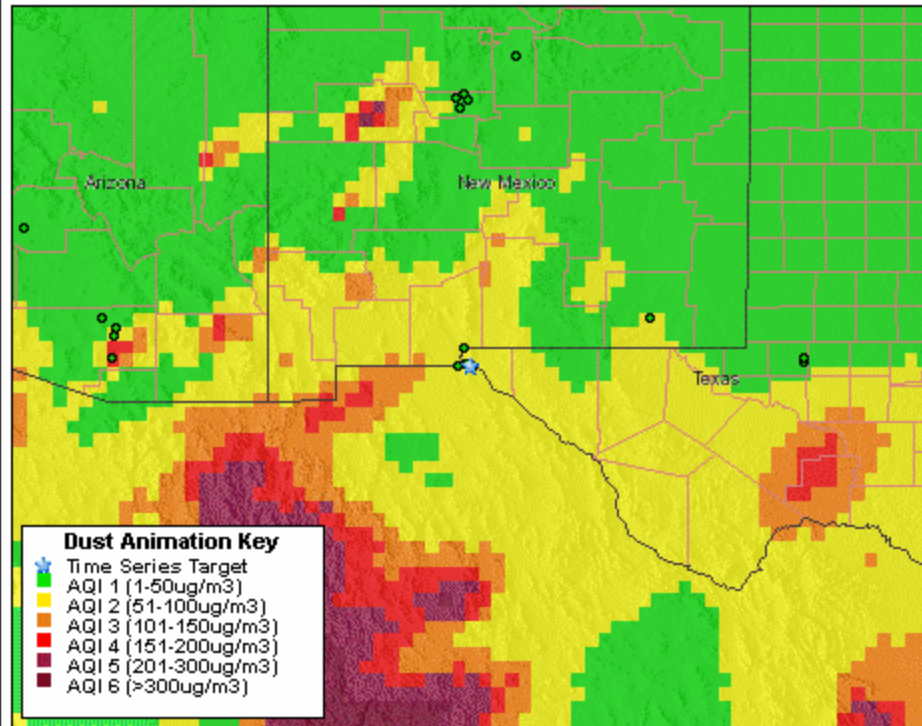 Arizona
New Mexico
Texas
Dust Animation Key
Time Series Target
AQI 1 (1-50ug/m3)
AQI 2 (51-100ug/m3)
AQI 3 (101-150ug/m3)
AQI 4 (151-200ug/m3)
AQI 5 (201-300ug/m3)
AQI 6 (>300ug/m3)